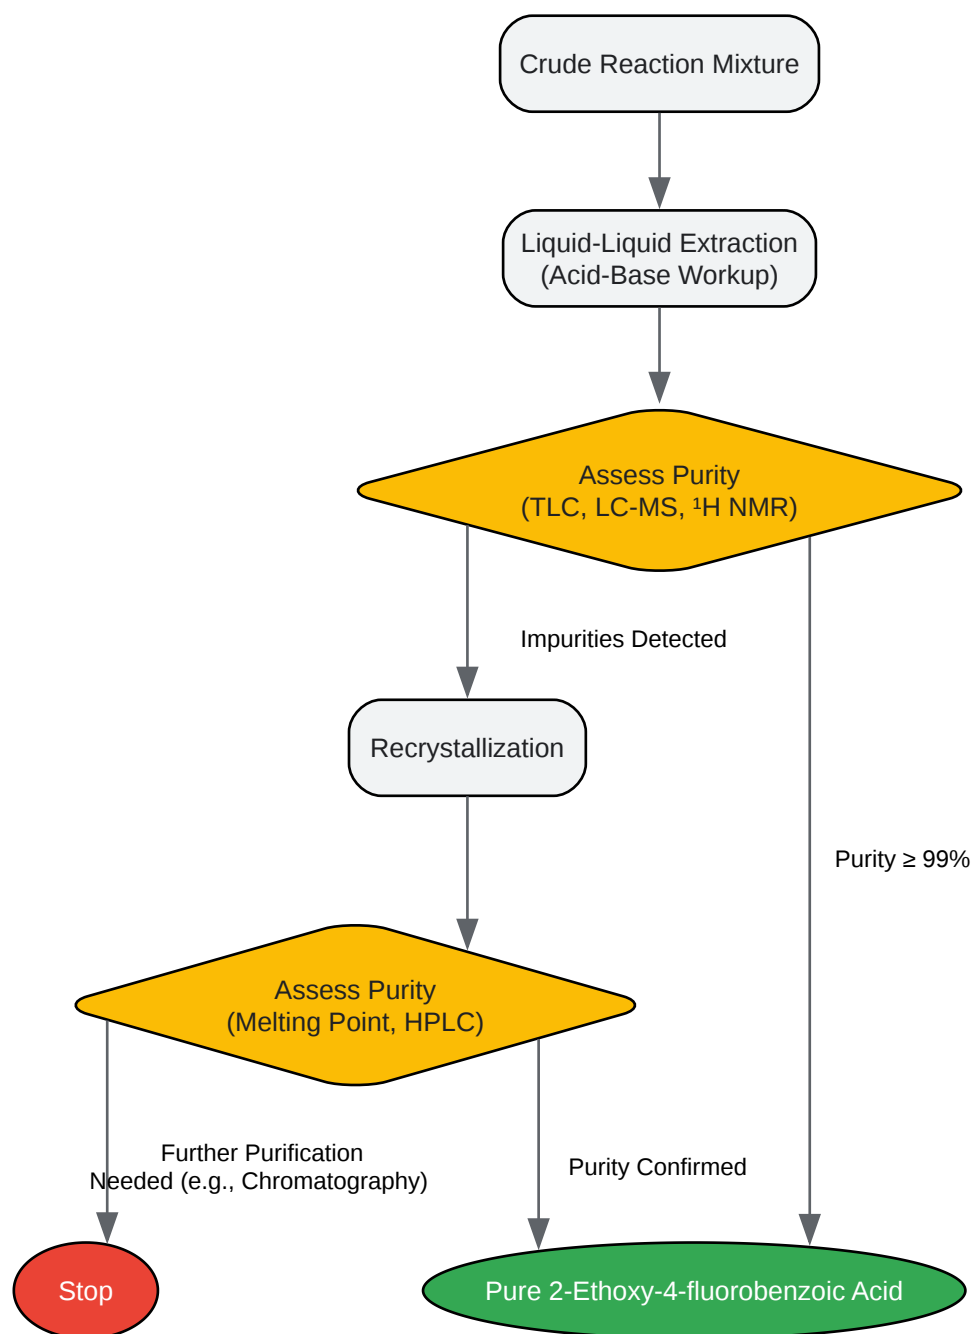 Crude Reaction Mixture
Liquid-Liquid Extraction
(Acid-Base Workup)
Assess Purity
(TLC, LC-MS, ¹H NMR)
Impurities Detected
Recrystallization
Purity ≥ 99%
Assess Purity
(Melting Point, HPLC)
Further Purification
Needed (e.g., Chromatography)
Purity Confirmed
Stop
Pure 2-Ethoxy-4-fluorobenzoic Acid